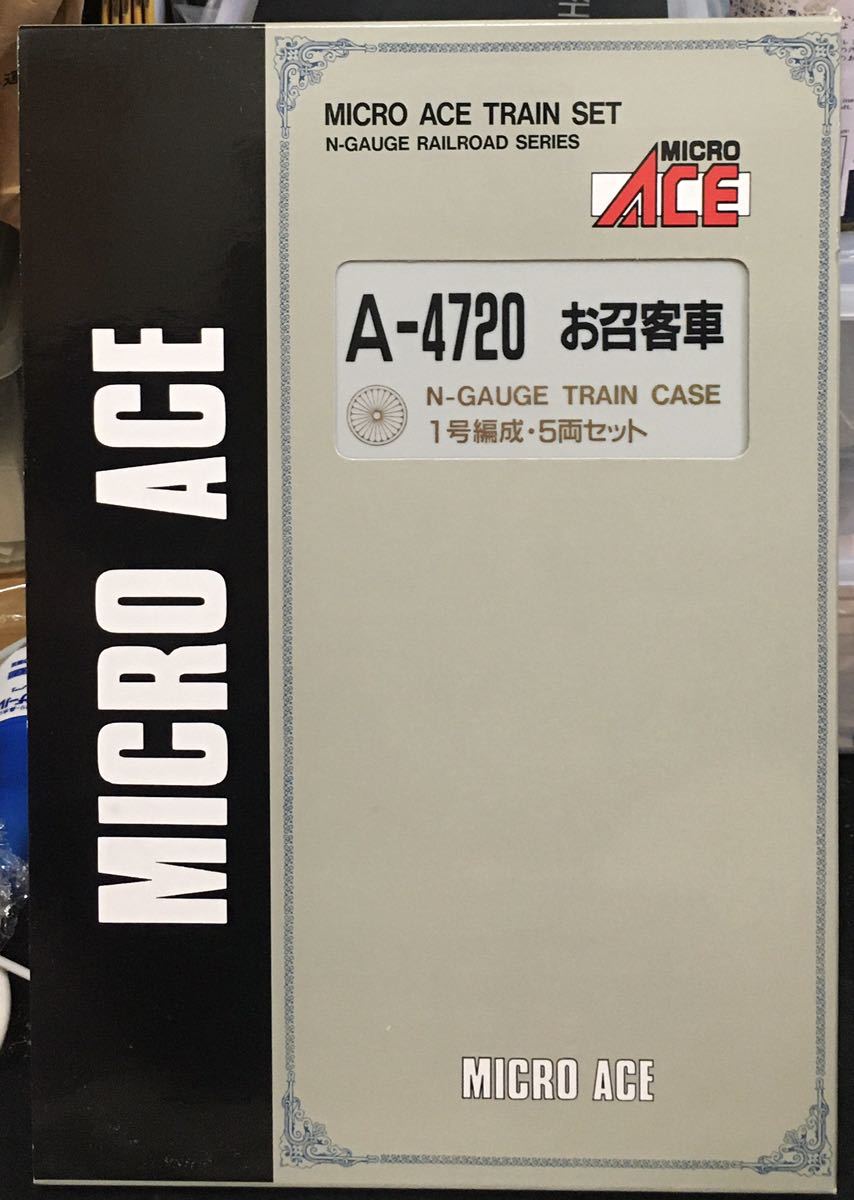 MICRO ACE
MICRO ACE TRAIN SET
N-GAUGE RAILROAD SERIES
MICRO
ACE
A-4720 お召客車
N-GAUGE TRAIN CASE
1号編成・5両セット
MICRO ACE